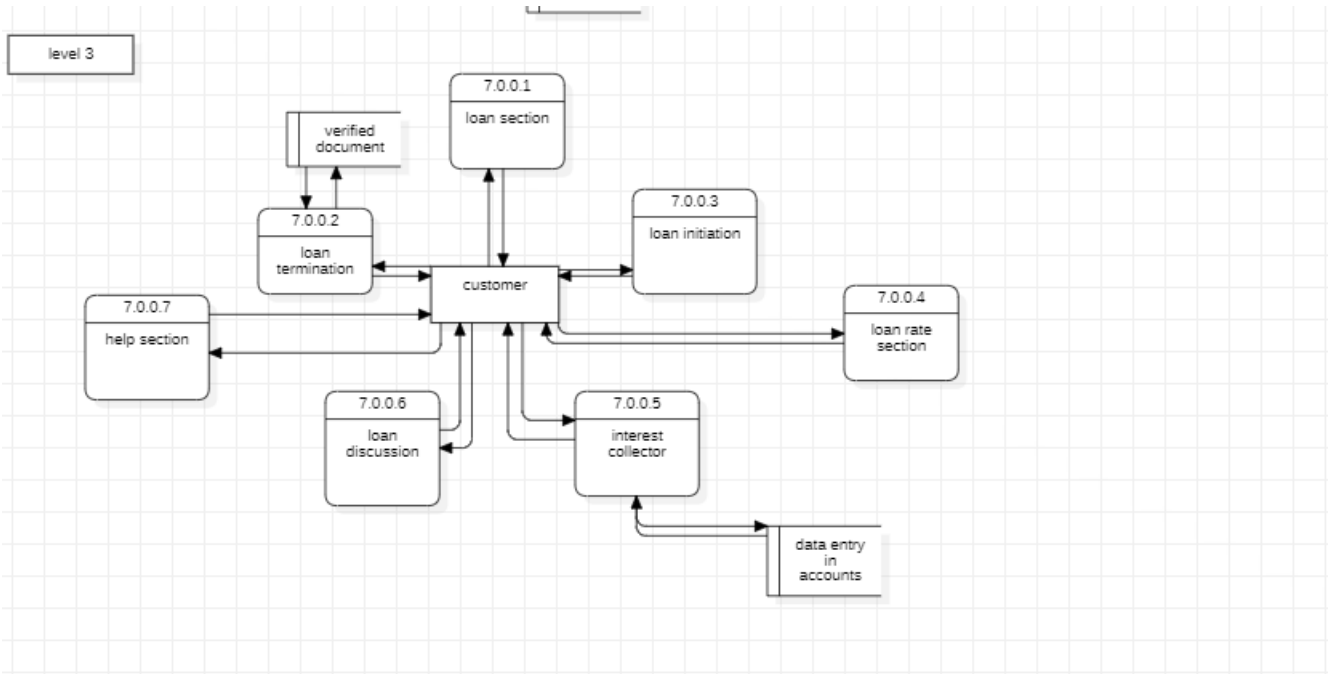 level 3
7.0.0.1
loan section
verified
document
7.0.0.3
loan initiation
7.0.0.2
loan
termination
customer
7.0.0.4
loan rate
section
7.0.0.7
help section
7.0.0.6
loan
discussion
7.0.0.5
interest
collector
data entry
in
accounts